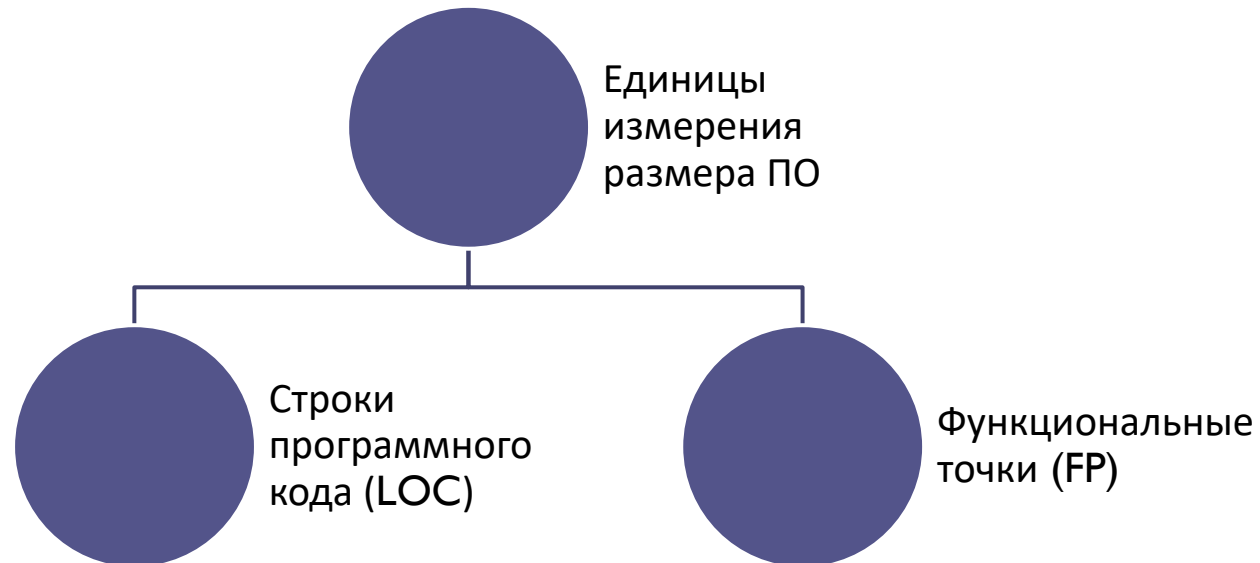 Единицы
измерения
размера ПО
Строки
программного
кода (LOC)
Функциональные
точки (FP)